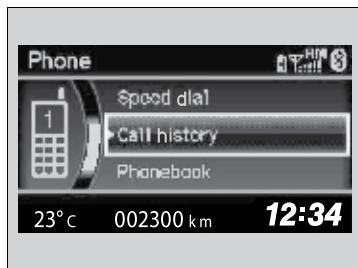 Phone
Speed dial
Call history
Phonebook
1
23°c 002300 km 12:34